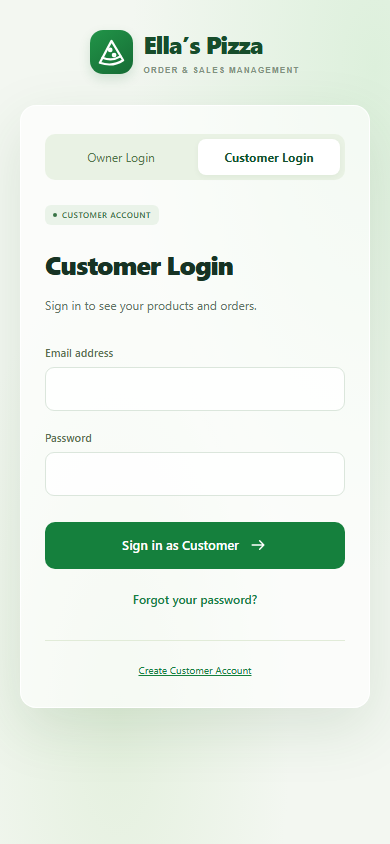 Ella´s Pizza
ORDER & SALES MANAGEMENT
Owner Login
Customer Login
CUSTOMER ACCOUNT
Customer Login
Sign in to see your products and orders.
Email address
Password
Sign in as Customer →
Forgot your password?
Create Customer Account